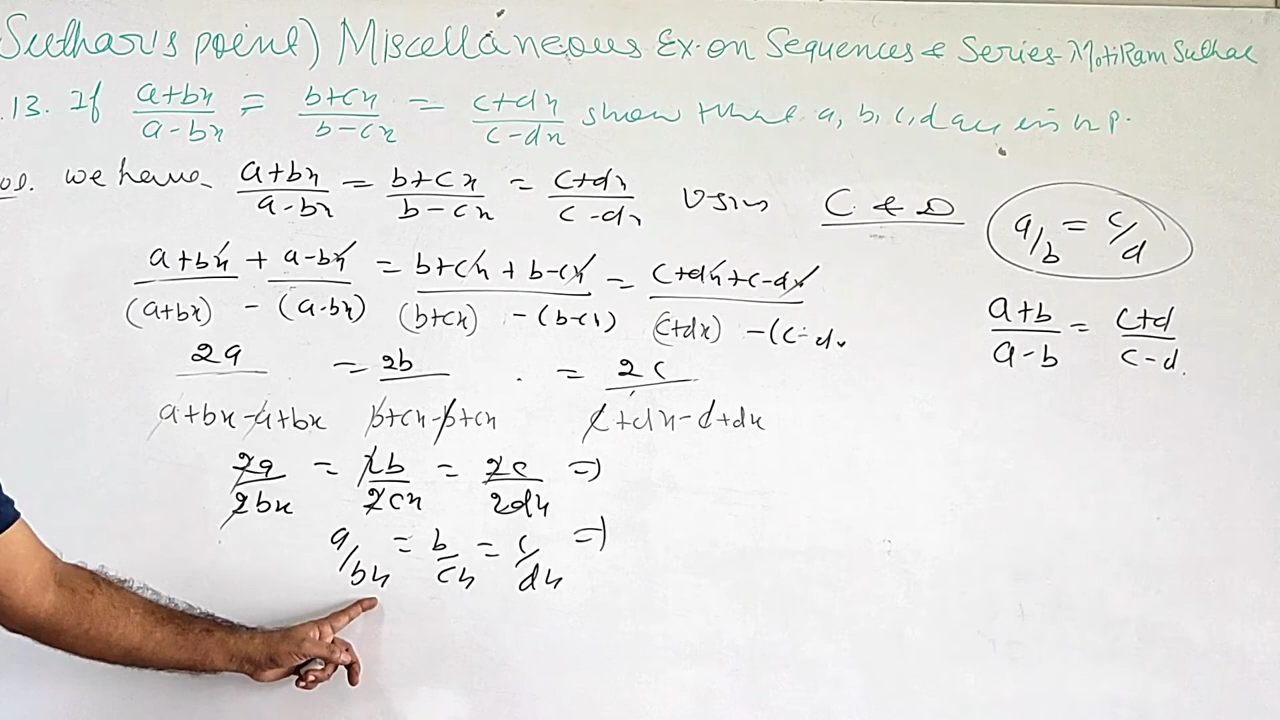 Suthar's point) Miscellaneous Ex. on Sequences & Series - MotiRam Suthar
.13. If (a+bx)/(a-bx) = (b+cx)/(b-cx) = (c+dx)/(c-dx) show that a, b, c, d are in
we have (a+bx)/(a-bx) = (b+cx)/(b-cx) = (c+dx)/(c-dx) Using C & D
(a+bx + a-bx)/((a+bx) - (a-bx)) = (b+cx + b-cx)/((b+cx) - (b-cx)) = (c+dx+c-dx)/((c+dx) - (c-dx
2a/(a+bx-a+bx) = 2b/(b+cx-b+cx) = 2c/(c+dx-c+dx)
2a/2bx = 2b/2cx = 2c/2dx =)
a/bx = b/cx = c/dx =)
a/b = c/d
(a+b)/(a-b) = (c+d)/(c-d).